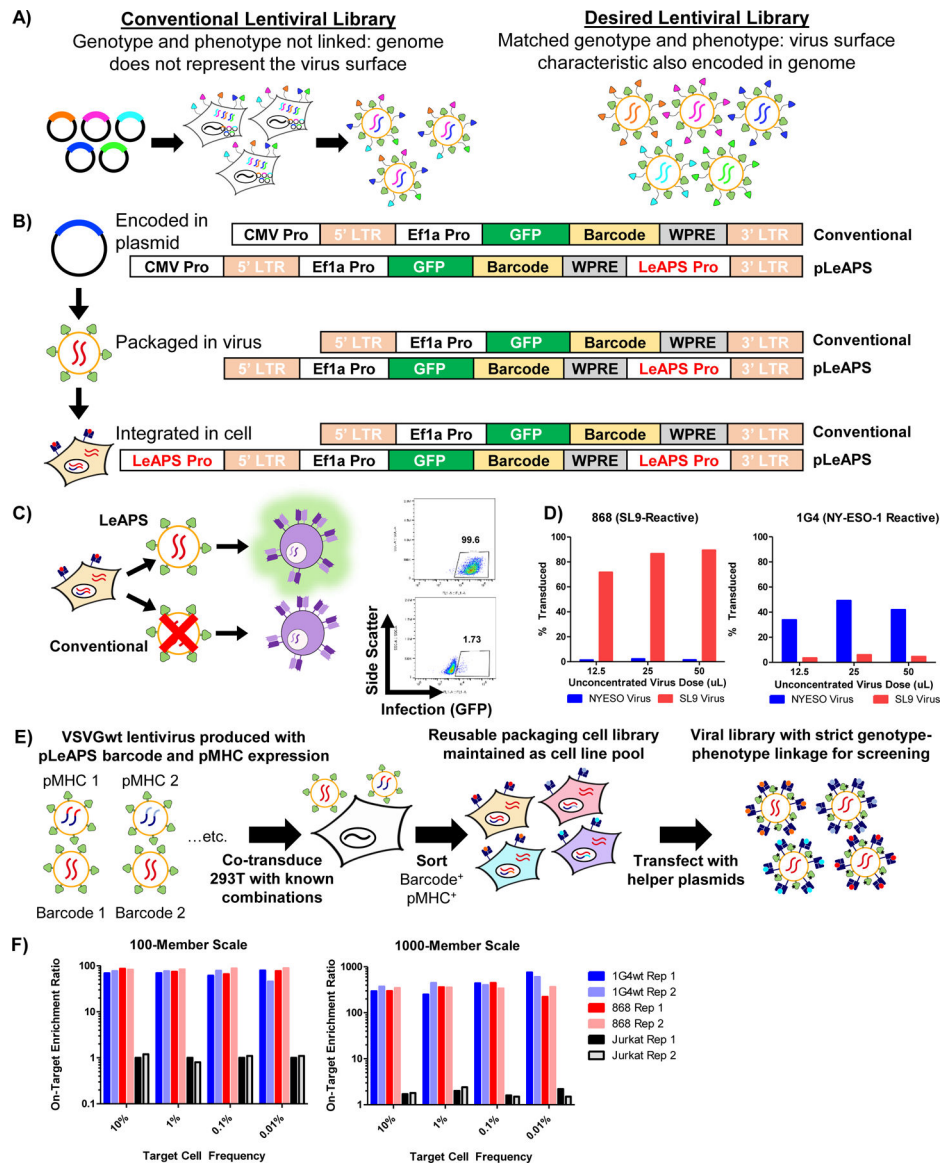 A)
Conventional Lentiviral Library
Genotype and phenotype not linked: genome
does not represent the virus surface
Desired Lentiviral Library
Matched genotype and phenotype: virus surface
characteristic also encoded in genome
B)
Encoded in
plasmid
CMV Pro 5' LTR Ef1a Pro GFP Barcode WPRE 3' LTR Conventional
CMV Pro 5' LTR Ef1a Pro GFP Barcode WPRE LeAPS Pro 3' LTR pLeAPS
Packaged in virus
5' LTR Ef1a Pro GFP Barcode WPRE 3' LTR Conventional
5' LTR Ef1a Pro GFP Barcode WPRE LeAPS Pro 3' LTR pLeAPS
Integrated in cell
5' LTR Ef1a Pro GFP Barcode WPRE 3' LTR Conventional
LeAPS Pro 5' LTR Ef1a Pro GFP Barcode WPRE LeAPS Pro 3' LTR pLeAPS
C)
LeAPS
Conventional
99.6
1.73
Side Scatter
Infection (GFP)
D)
868 (SL9-Reactive)
% Transduced
100
80
60
40
20
0
12.5 25 50
Unconcentrated Virus Dose (uL)
NYESO Virus SL9 Virus
1G4 (NY-ESO-1 Reactive)
% Transduced
100
80
60
40
20
0
12.5 25 50
Unconcentrated Virus Dose (uL)
NYESO Virus SL9 Virus
E)
VSVGwt lentivirus produced with
pLeAPS barcode and pMHC expression
pMHC 1 pMHC 2
...etc.
Barcode 1 Barcode 2
Co-transduce
293T with known
combinations
Reusable packaging cell library
maintained as cell line pool
Sort
Barcode+
pMHC+
Viral library with strict genotype-
phenotype linkage for screening
Transfect with
helper plasmids
F)
100-Member Scale
On-Target Enrichment Ratio
100
10
1
0.1
10% 1% 0.1% 0.01%
Target Cell Frequency
1000-Member Scale
On-Target Enrichment Ratio
1000
100
10
1
10% 1% 0.1% 0.01%
Target Cell Frequency
1G4wt Rep 1
1G4wt Rep 2
868 Rep 1
868 Rep 2
Jurkat Rep 1
Jurkat Rep 2